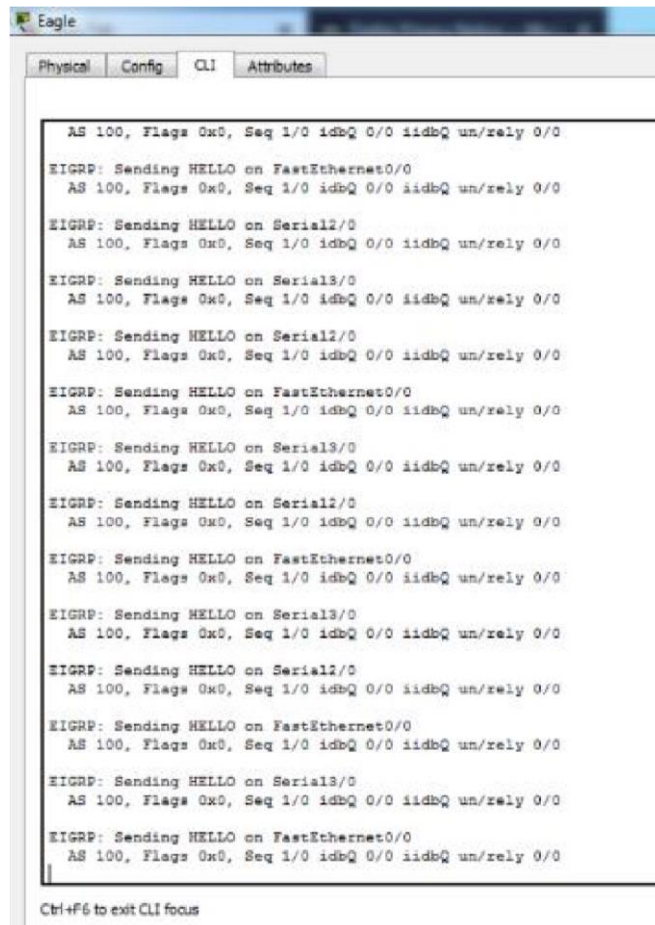 Eagle
Physical Config CLI Attributes
AS 100, Flags 0x0, Seq 1/0 idbQ 0/0 iidbQ un/rely 0/0
EIGRP: Sending HELLO on FastEthernet0/0
AS 100, Flags 0x0, Seq 1/0 idbQ 0/0 iidbQ un/rely 0/0
EIGRP: Sending HELLO on Serial2/0
AS 100, Flags 0x0, Seq 1/0 idbQ 0/0 iidbQ un/rely 0/0
EIGRP: Sending HELLO on Serial3/0
AS 100, Flags 0x0, Seq 1/0 idbQ 0/0 iidbQ un/rely 0/0
EIGRP: Sending HELLO on Serial2/0
AS 100, Flags 0x0, Seq 1/0 idbQ 0/0 iidbQ un/rely 0/0
EIGRP: Sending HELLO on FastEthernet0/0
AS 100, Flags 0x0, Seq 1/0 idbQ 0/0 iidbQ un/rely 0/0
EIGRP: Sending HELLO on Serial3/0
AS 100, Flags 0x0, Seq 1/0 idbQ 0/0 iidbQ un/rely 0/0
EIGRP: Sending HELLO on Serial2/0
AS 100, Flags 0x0, Seq 1/0 idbQ 0/0 iidbQ un/rely 0/0
EIGRP: Sending HELLO on FastEthernet0/0
AS 100, Flags 0x0, Seq 1/0 idbQ 0/0 iidbQ un/rely 0/0
EIGRP: Sending HELLO on Serial3/0
AS 100, Flags 0x0, Seq 1/0 idbQ 0/0 iidbQ un/rely 0/0
EIGRP: Sending HELLO on Serial2/0
AS 100, Flags 0x0, Seq 1/0 idbQ 0/0 iidbQ un/rely 0/0
EIGRP: Sending HELLO on FastEthernet0/0
AS 100, Flags 0x0, Seq 1/0 idbQ 0/0 iidbQ un/rely 0/0
EIGRP: Sending HELLO on Serial3/0
AS 100, Flags 0x0, Seq 1/0 idbQ 0/0 iidbQ un/rely 0/0
EIGRP: Sending HELLO on FastEthernet0/0
AS 100, Flags 0x0, Seq 1/0 idbQ 0/0 iidbQ un/rely 0/0
Ctrl+F6 to exit CLI focus